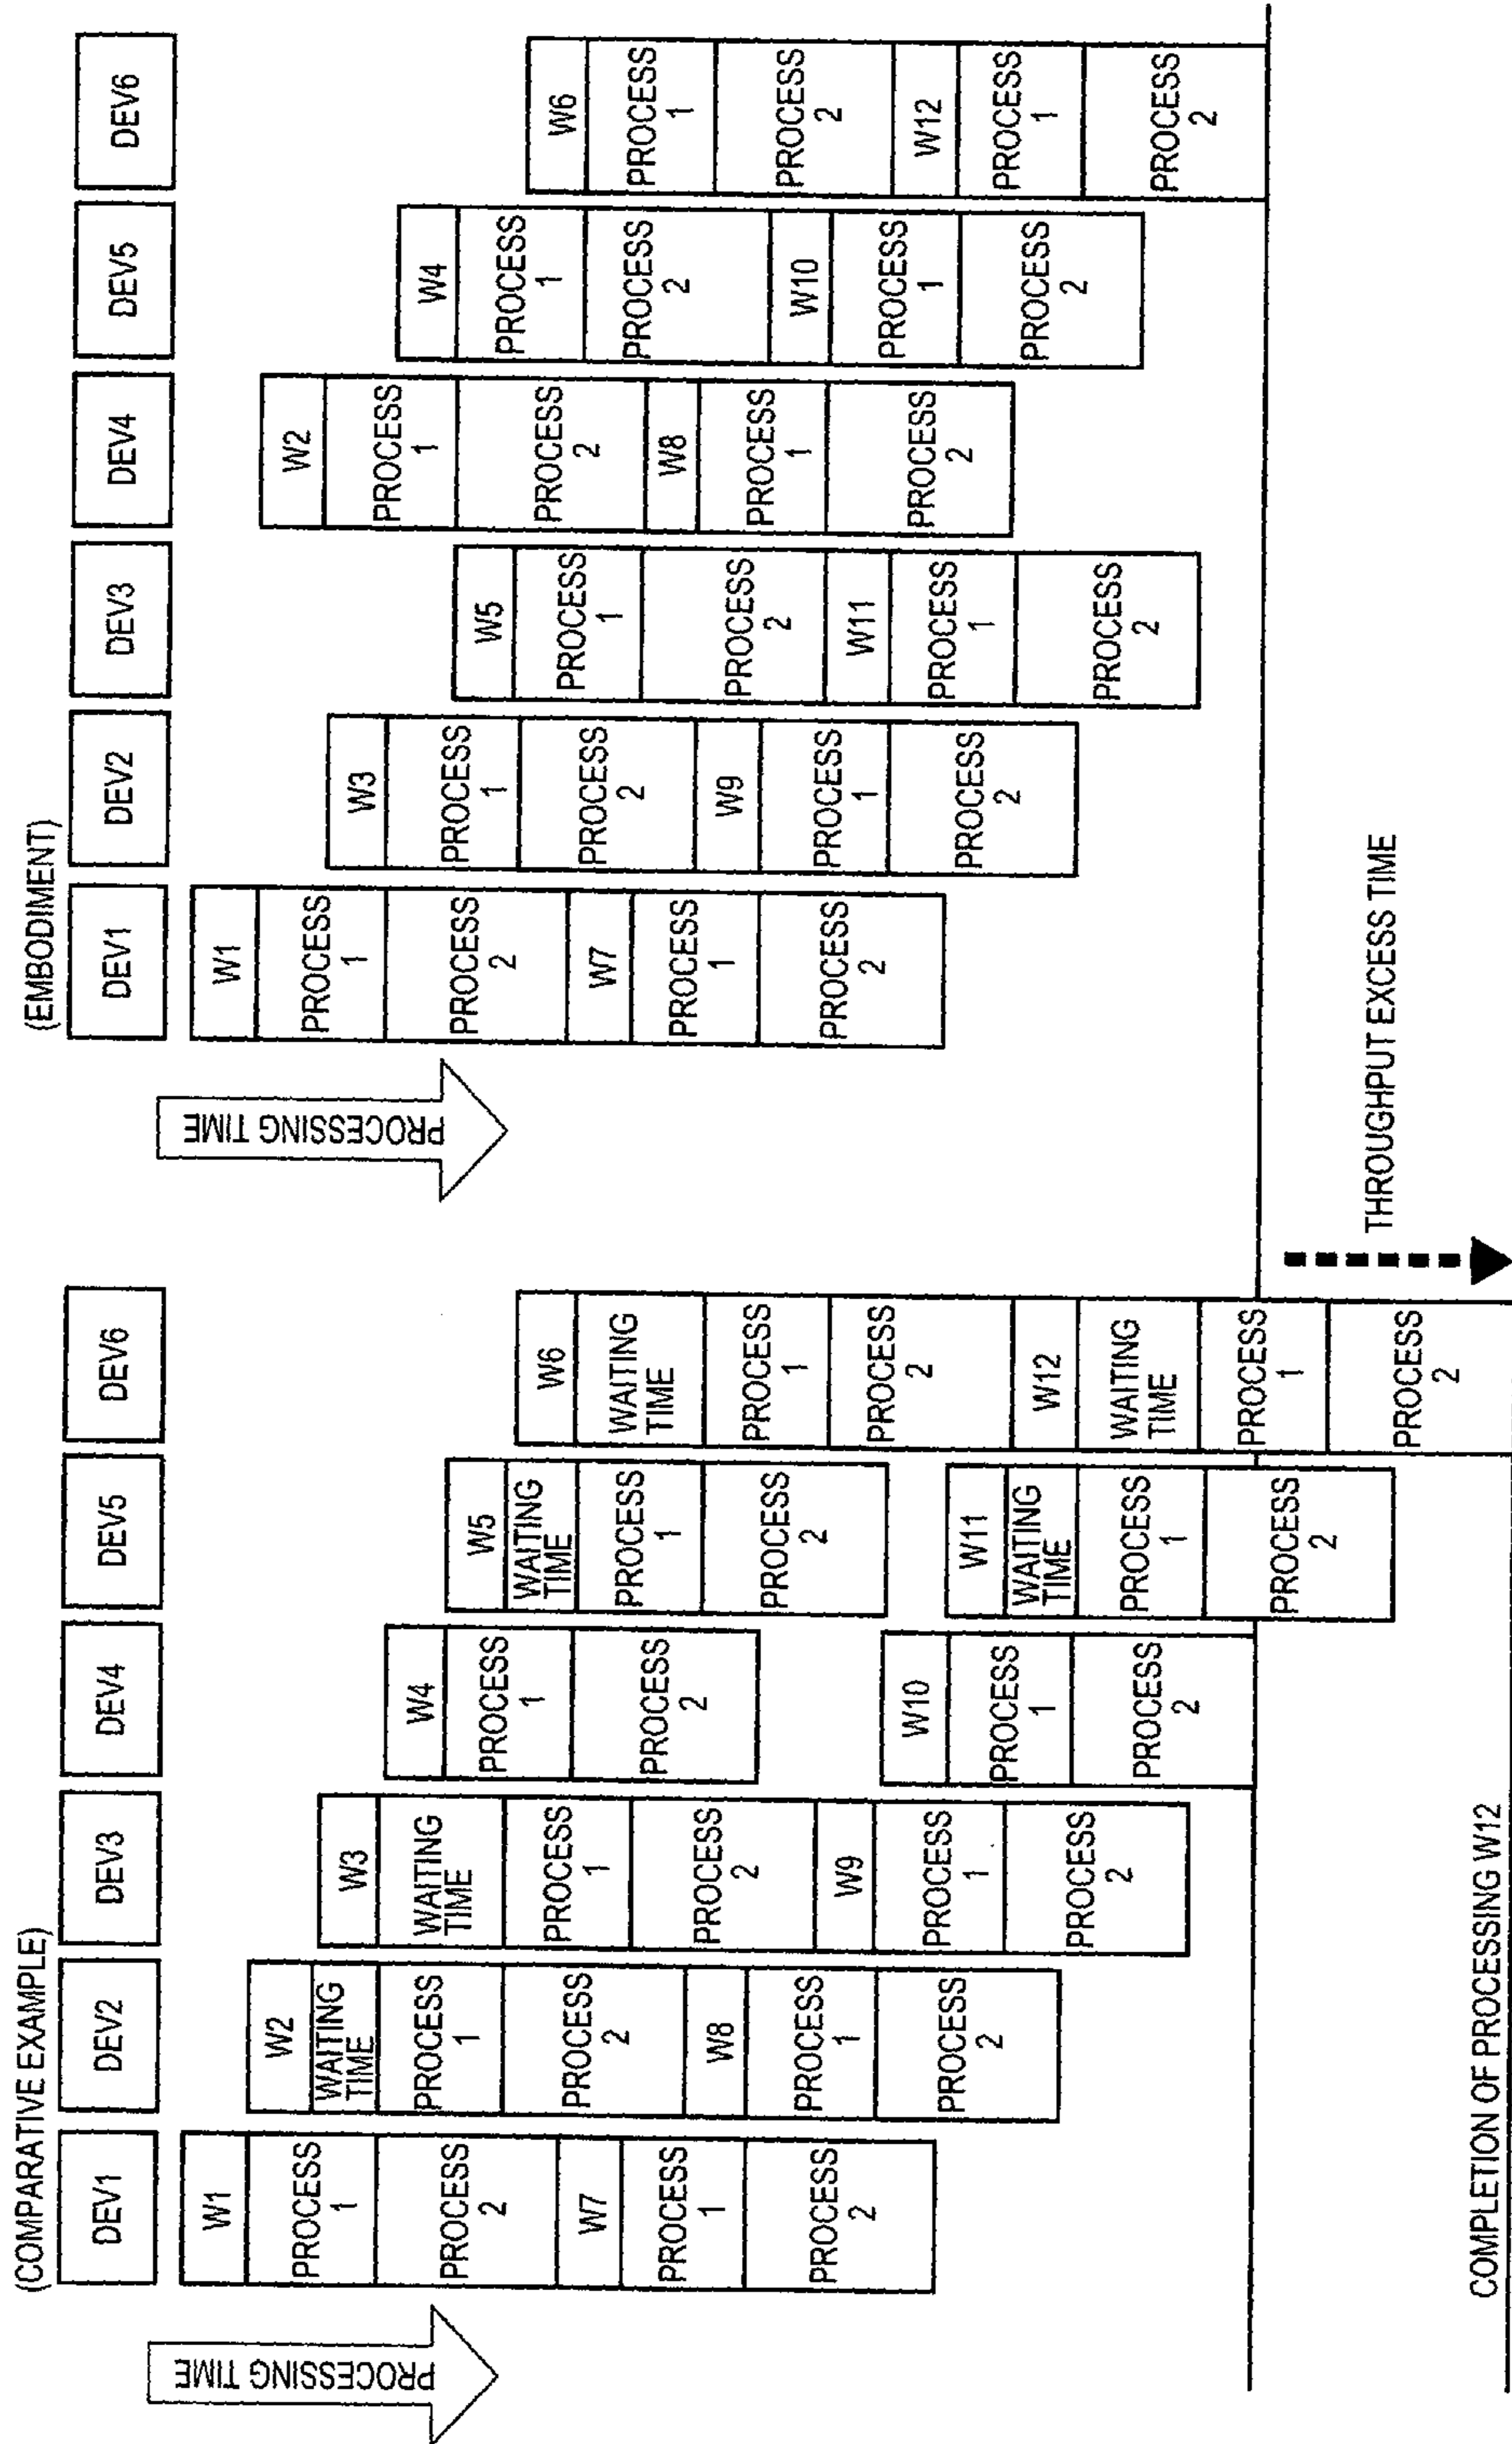 (COMPARATIVE EXAMPLE)
PROCESSING TIME
DEV1
W1
PROCESS
1
PROCESS
2
W7
PROCESS
1
PROCESS
2
DEV2
W2
WAITING
TIME
PROCESS
1
PROCESS
2
W8
PROCESS
1
PROCESS
2
DEV3
W3
WAITING
TIME
PROCESS
1
PROCESS
2
W9
PROCESS
1
PROCESS
2
DEV4
W4
PROCESS
1
PROCESS
2
W10
PROCESS
1
PROCESS
2
DEV5
W5
WAITING
TIME
PROCESS
1
PROCESS
2
W11
WAITING
TIME
PROCESS
1
PROCESS
2
DEV6
W6
WAITING
TIME
PROCESS
1
PROCESS
2
W12
WAITING
TIME
PROCESS
1
PROCESS
2
COMPLETION OF PROCESSING W12
THROUGHPUT EXCESS TIME
(EMBODIMENT)
PROCESSING TIME
DEV1
W1
PROCESS
1
PROCESS
2
W7
PROCESS
1
PROCESS
2
DEV2
W3
PROCESS
1
PROCESS
2
W9
PROCESS
1
PROCESS
2
DEV3
W5
PROCESS
1
PROCESS
2
W11
PROCESS
1
PROCESS
2
DEV4
W2
PROCESS
1
PROCESS
2
W8
PROCESS
1
PROCESS
2
DEV5
W4
PROCESS
1
PROCESS
2
W10
PROCESS
1
PROCESS
2
DEV6
W6
PROCESS
1
PROCESS
2
W12
PROCESS
1
PROCESS
2